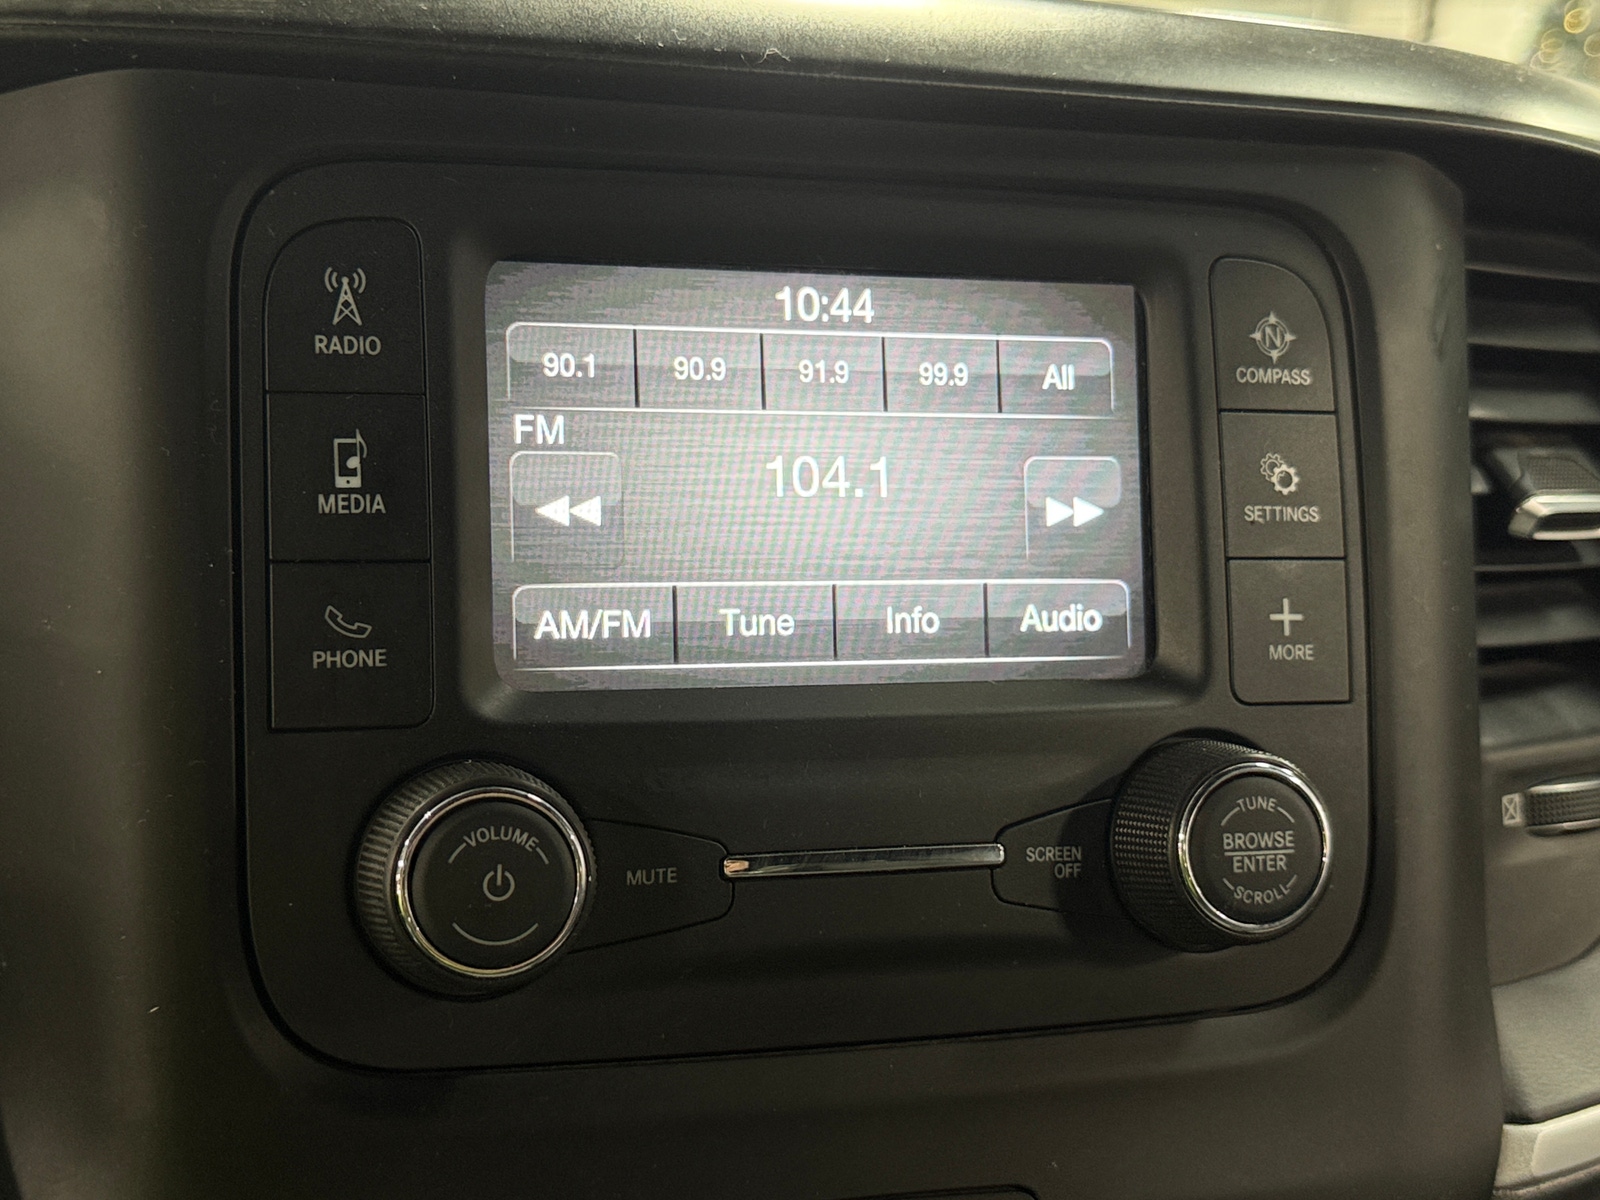 10:44
90.1 90.9 91.9 99.9 All
FM
104.1
AM/FM Tune Info Audio
RADIO
MEDIA
PHONE
N
COMPASS
SETTINGS
MORE
VOLUME
MUTE
SCREEN
OFF
TUNE
BROWSE
ENTER
SCROLL